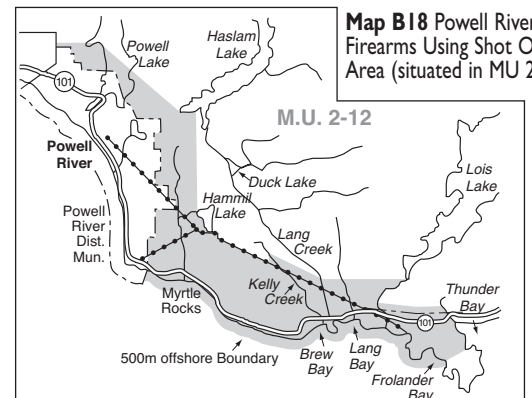 Map B18 Powell River
Firearms Using Shot O
Area (situated in MU 2
Powell
Lake
Haslam
Lake
101
M.U. 2-12
Powell
River
Duck Lake
Lois
Lake
Hammil
Lake
Powell
River
Dist.
Mun.
Lang
Creek
Kelly
Creek
Myrtle
Rocks
Thunder
Bay
101
500m offshore Boundary
Brew
Bay
Lang
Bay
Frolander
Bay